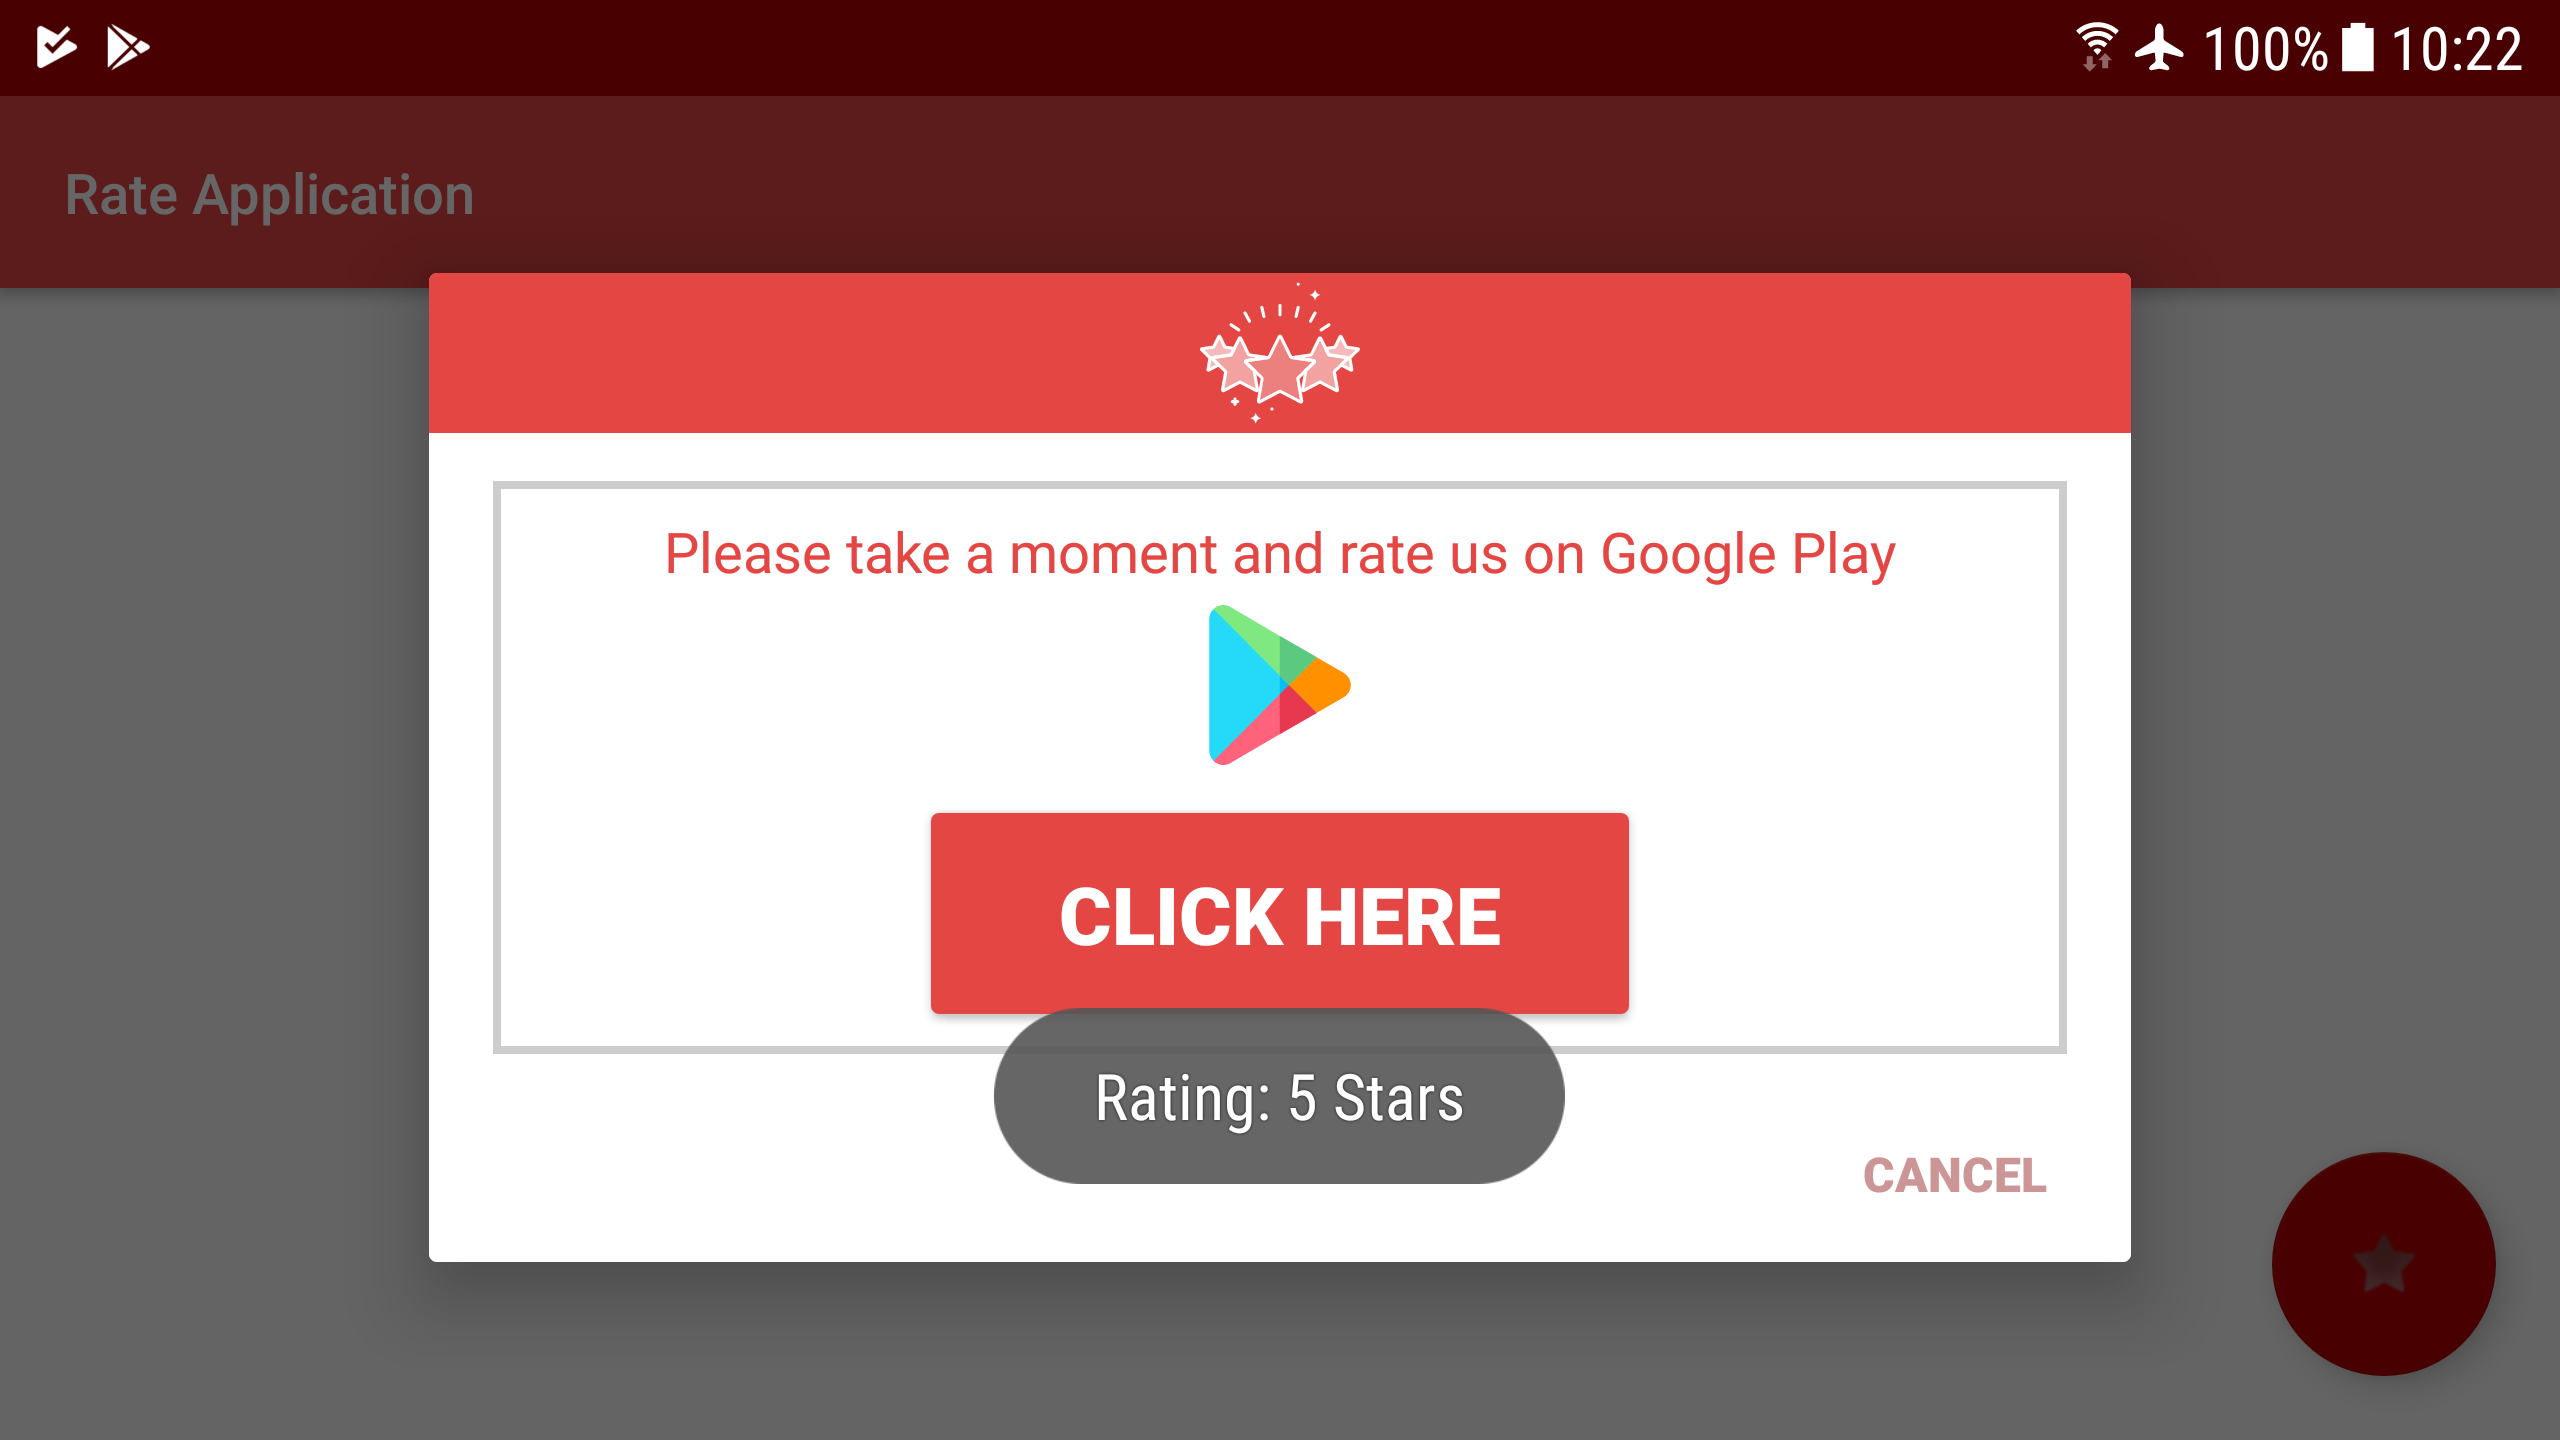 100% 10:22
Rate Application
Please take a moment and rate us on Google Play
CLICK HERE
Rating: 5 Stars
CANCEL